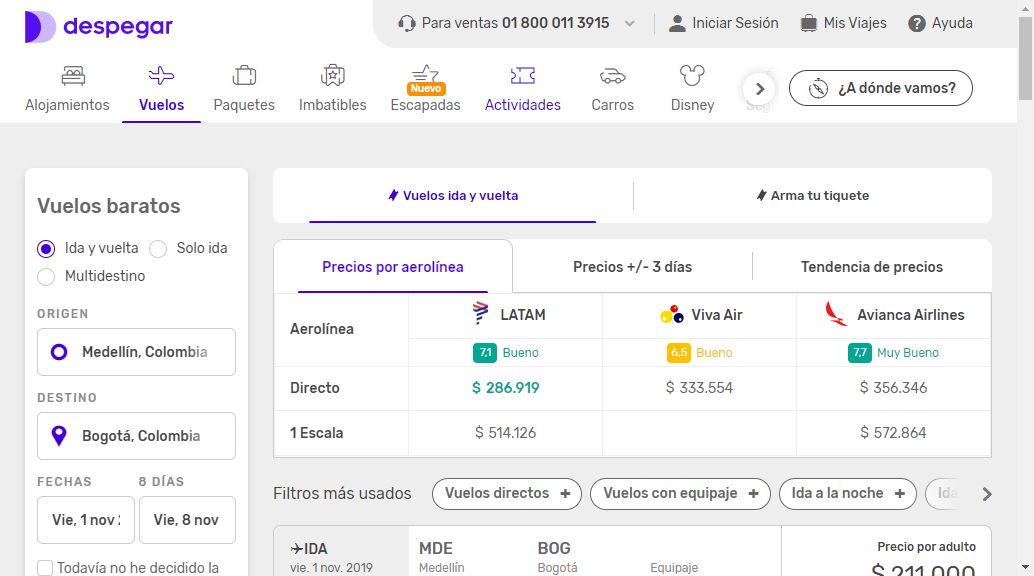 despegar
Para ventas 01 800 011 3915
Iniciar Sesión
Mis Viajes
Ayuda
Alojamientos
Vuelos
Paquetes
Imbatibles
Nuevo
Escapadas
Actividades
Carros
Disney
¿A dónde vamos?
Vuelos baratos
Ida y vuelta
Solo ida
Multidestino
ORIGEN
Medellín, Colombia
DESTINO
Bogotá, Colombia
FECHAS
8 DÍAS
Vie, 1 nov
Vie, 8 nov
Todavía no he decidido la
Vuelos ida y vuelta
Arma tu tiquete
Precios por aerolínea
Precios +/- 3 días
Tendencia de precios
Aerolínea
LATAM
Viva Air
Avianca Airlines
7,1 Bueno
6,5 Bueno
7,7 Muy Bueno
Directo
$ 286.919
$ 333.554
$ 356.346
1 Escala
$ 514.126
$ 572.864
Filtros más usados
Vuelos directos +
Vuelos con equipaje +
Ida a la noche +
Ida
IDA
MDE
BOG
Precio por adulto
vie. 1 nov. 2019
Medellín
Bogotá
Equipaje
$ 211.000